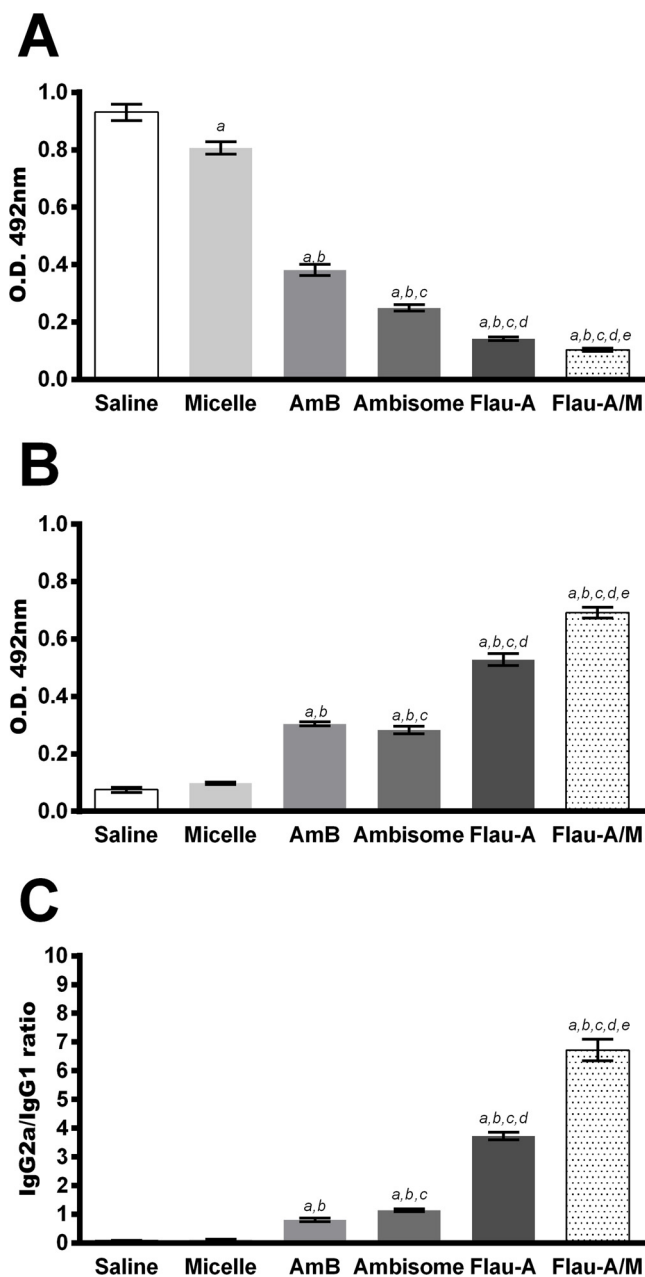 A
O.D. 492nm
1.0
0.8
0.6
0.4
0.2
0.0
a
a,b
a,b,c
a,b,c,d
a,b,c,d,e
Saline Micelle AmB Ambisome Flau-A Flau-A/M
B
O.D. 492nm
1.0
0.8
0.6
0.4
0.2
0.0
a,b
a,b,c
a,b,c,d
a,b,c,d,e
Saline Micelle AmB Ambisome Flau-A Flau-A/M
C
IgG2a/IgG1 ratio
10
9
8
7
6
5
4
3
2
1
0
a,b
a,b,c
a,b,c,d
a,b,c,d,e
Saline Micelle AmB Ambisome Flau-A Flau-A/M